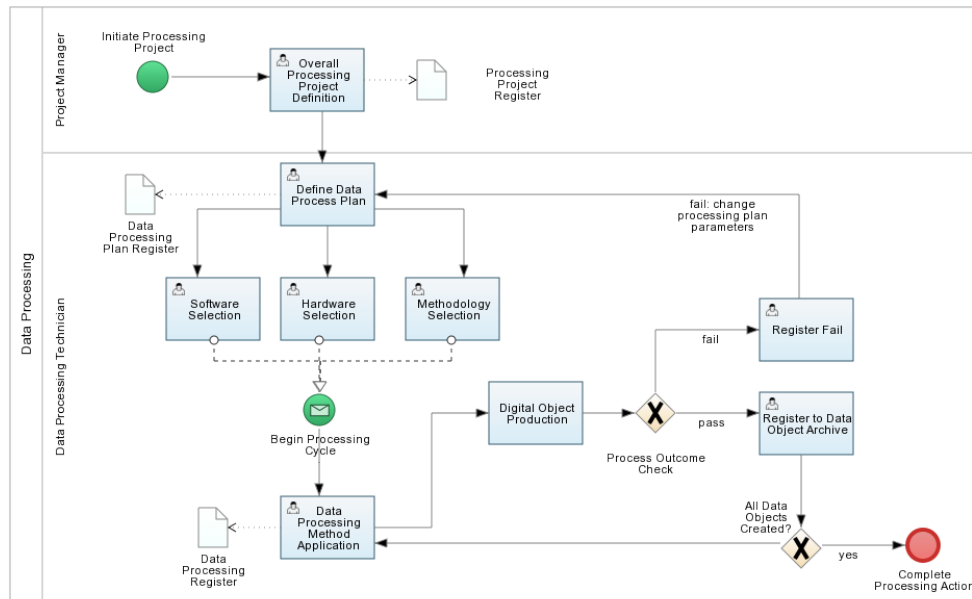 Data Processing
Project Manager
Initiate Processing
Project
Overall
Processing
Project
Definition
Processing
Project
Register
Data Processing Technician
Define Data
Process Plan
Data
Processing
Plan Register
fail: change
processing plan
parameters
Software
Selection
Hardware
Selection
Methodology
Selection
Register Fail
fail
Begin Processing
Cycle
Digital Object
Production
Process Outcome
Check
pass
Register to Data
Object Archive
Data
Processing
Method
Application
Data
Processing
Register
All Data
Objects
Created?
yes
Complete
Processing Action